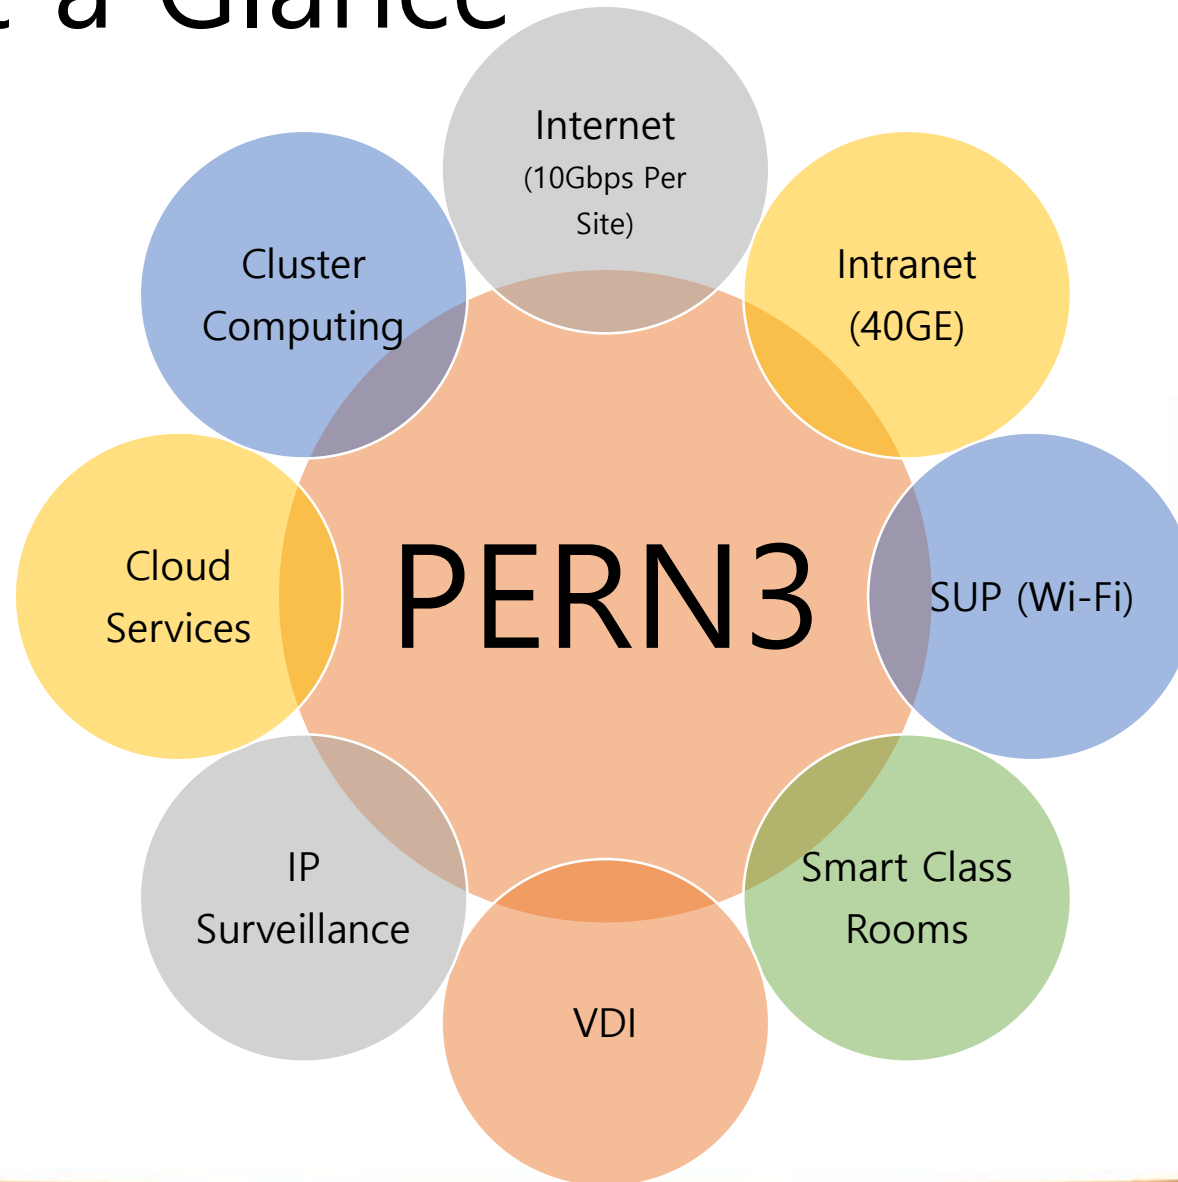 a Glance
Internet
(10Gbps Per
Site)
Intranet
(40GE)
SUP (Wi-Fi)
Smart Class
Rooms
VDI
IP
Surveillance
Cloud
Services
Cluster
Computing
PERN3